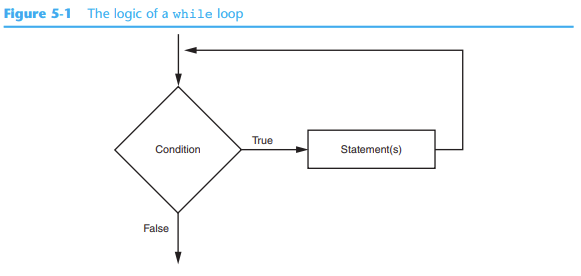 Figure 5-1 The logic of a while loop
True
Condition
Statement(s)
False